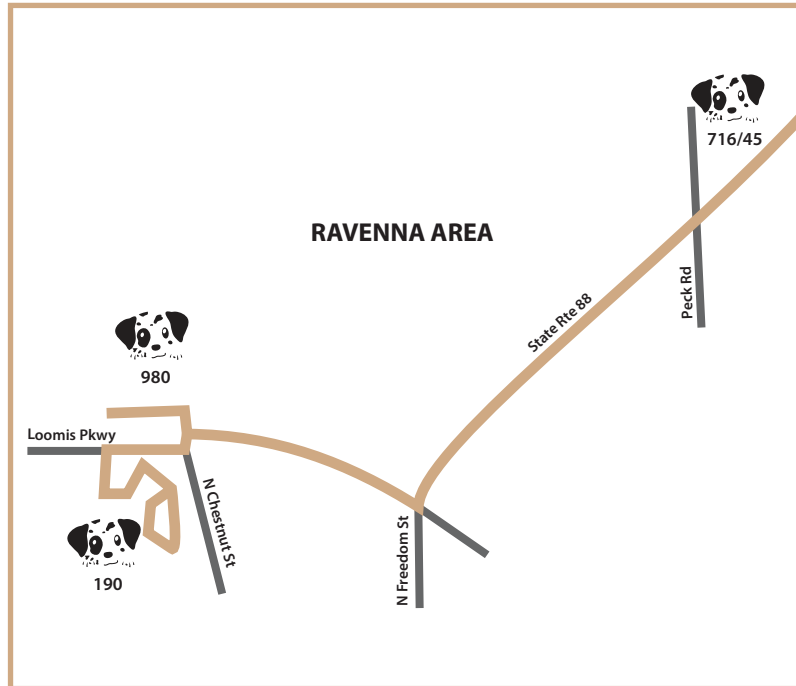 716/45
RAVENNA AREA
State Rte 88
Peck Rd
980
Loomis Pkwy
N Chestnut St
N Freedom St
190